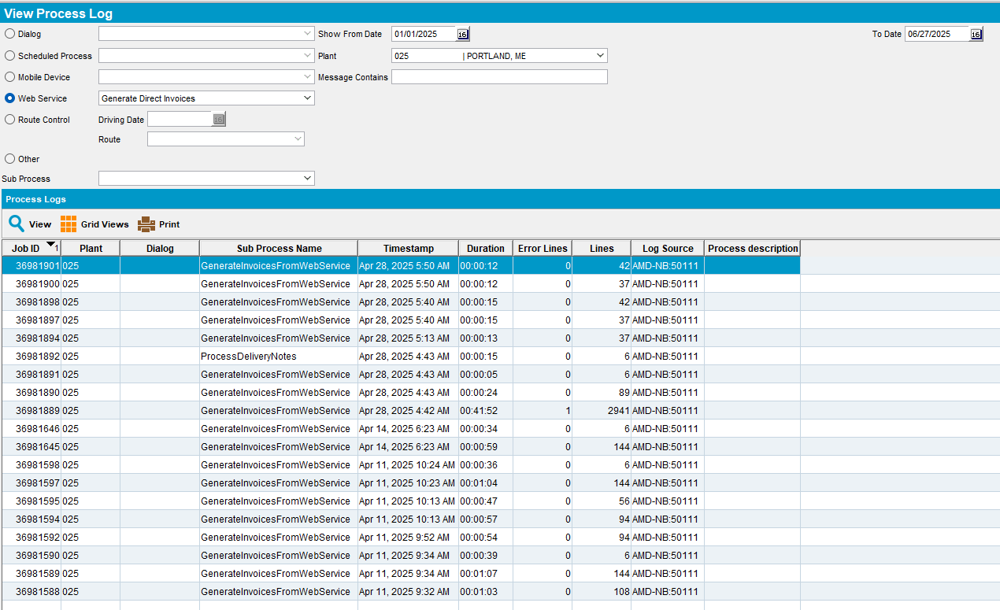 View Process Log
Dialog Show From Date 01/01/2025 16 To Date 06/27/2025 16
Scheduled Process Plant 025 | PORTLAND, ME
Mobile Device Message Contains
Web Service Generate Direct Invoices
Route Control Driving Date 16
Route
Other
Sub Process
Process Logs
View Grid Views Print
Job ID 1 Plant Dialog Sub Process Name Timestamp Duration Error Lines Lines Log Source Process description
36981901 025 GenerateInvoicesFromWebService Apr 28, 2025 5:50 AM 00:00:12 0 42 AMD-NB:50111
36981900 025 GenerateInvoicesFromWebService Apr 28, 2025 5:50 AM 00:00:12 0 37 AMD-NB:50111
36981898 025 GenerateInvoicesFromWebService Apr 28, 2025 5:40 AM 00:00:15 0 42 AMD-NB:50111
36981897 025 GenerateInvoicesFromWebService Apr 28, 2025 5:40 AM 00:00:15 0 37 AMD-NB:50111
36981894 025 GenerateInvoicesFromWebService Apr 28, 2025 5:13 AM 00:00:13 0 37 AMD-NB:50111
36981892 025 ProcessDeliveryNotes Apr 28, 2025 4:43 AM 00:00:15 0 6 AMD-NB:50111
36981891 025 GenerateInvoicesFromWebService Apr 28, 2025 4:43 AM 00:00:05 0 6 AMD-NB:50111
36981890 025 GenerateInvoicesFromWebService Apr 28, 2025 4:43 AM 00:00:24 0 89 AMD-NB:50111
36981889 025 GenerateInvoicesFromWebService Apr 28, 2025 4:42 AM 00:41:52 1 2941 AMD-NB:50111
36981646 025 GenerateInvoicesFromWebService Apr 14, 2025 6:23 AM 00:00:34 0 6 AMD-NB:50111
36981645 025 GenerateInvoicesFromWebService Apr 14, 2025 6:23 AM 00:00:59 0 144 AMD-NB:50111
36981598 025 GenerateInvoicesFromWebService Apr 11, 2025 10:24 AM 00:00:36 0 6 AMD-NB:50111
36981597 025 GenerateInvoicesFromWebService Apr 11, 2025 10:23 AM 00:01:04 0 144 AMD-NB:50111
36981595 025 GenerateInvoicesFromWebService Apr 11, 2025 10:13 AM 00:00:47 0 56 AMD-NB:50111
36981594 025 GenerateInvoicesFromWebService Apr 11, 2025 10:13 AM 00:00:57 0 94 AMD-NB:50111
36981592 025 GenerateInvoicesFromWebService Apr 11, 2025 9:52 AM 00:00:54 0 94 AMD-NB:50111
36981590 025 GenerateInvoicesFromWebService Apr 11, 2025 9:34 AM 00:00:39 0 6 AMD-NB:50111
36981589 025 GenerateInvoicesFromWebService Apr 11, 2025 9:34 AM 00:01:07 0 144 AMD-NB:50111
36981588 025 GenerateInvoicesFromWebService Apr 11, 2025 9:32 AM 00:01:03 0 108 AMD-NB:50111